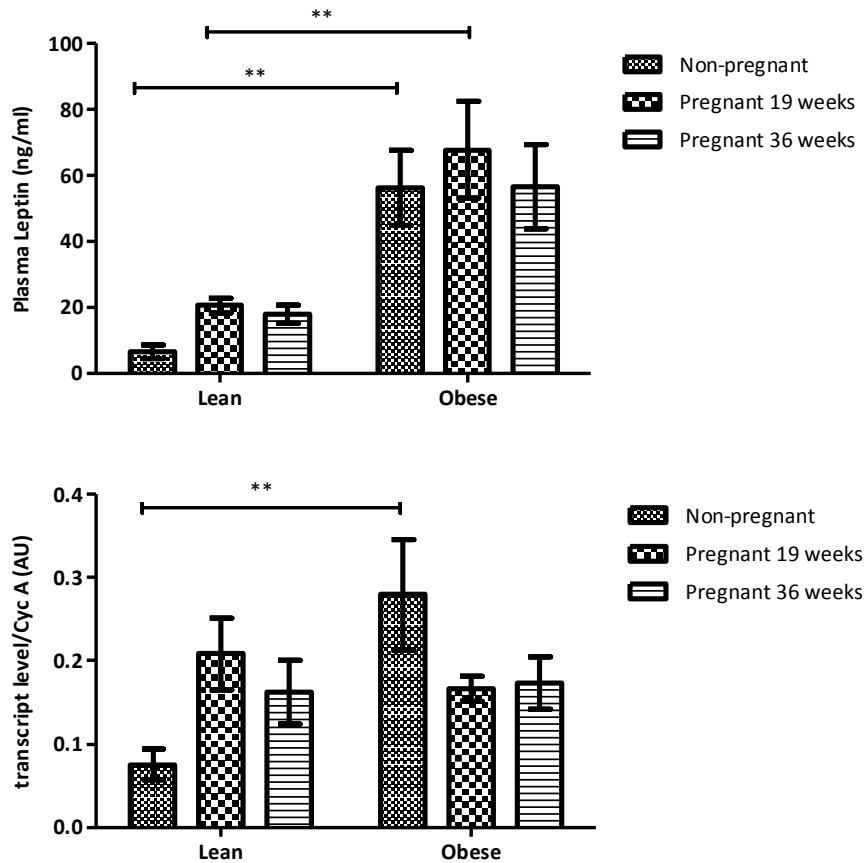 **
**
100
80
60
40
20
0
Plasma Leptin (ng/ml)
Lean
Obese
Non-pregnant
Pregnant 19 weeks
Pregnant 36 weeks
**
0.4
0.3
0.2
0.1
0.0
transcript level/Cyc A (AU)
Lean
Obese
Non-pregnant
Pregnant 19 weeks
Pregnant 36 weeks